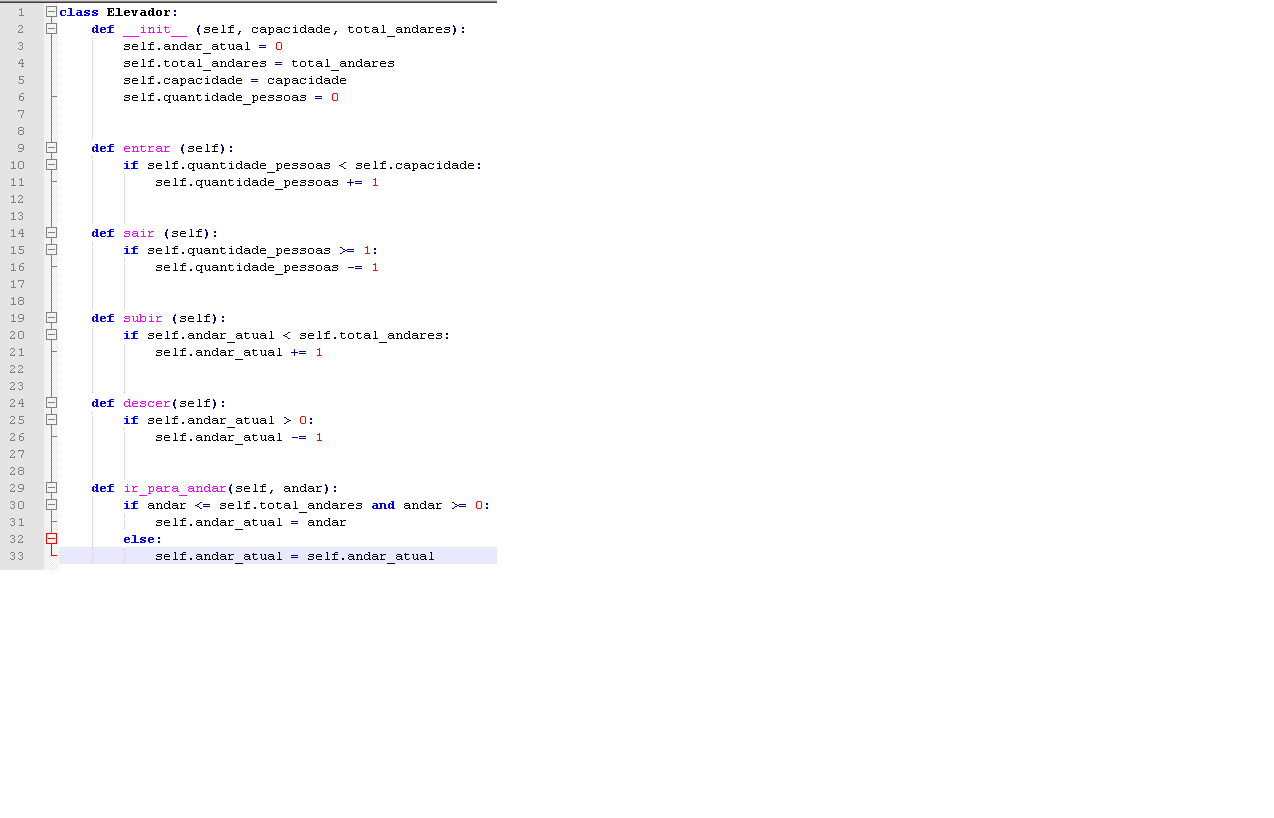 1 class Elevador:
2     def __init__ (self, capacidade, total_andares):
3         self.andar_atual = 0
4         self.total_andares = total_andares
5         self.capacidade = capacidade
6         self.quantidade_pessoas = 0
7
8
9     def entrar (self):
10         if self.quantidade_pessoas < self.capacidade:
11             self.quantidade_pessoas += 1
12
13
14     def sair (self):
15         if self.quantidade_pessoas >= 1:
16             self.quantidade_pessoas -= 1
17
18
19     def subir (self):
20         if self.andar_atual < self.total_andares:
21             self.andar_atual += 1
22
23
24     def descer(self):
25         if self.andar_atual > 0:
26             self.andar_atual -= 1
27
28
29     def ir_para_andar(self, andar):
30         if andar <= self.total_andares and andar >= 0:
31             self.andar_atual = andar
32         else:
33             self.andar_atual = self.andar_atual